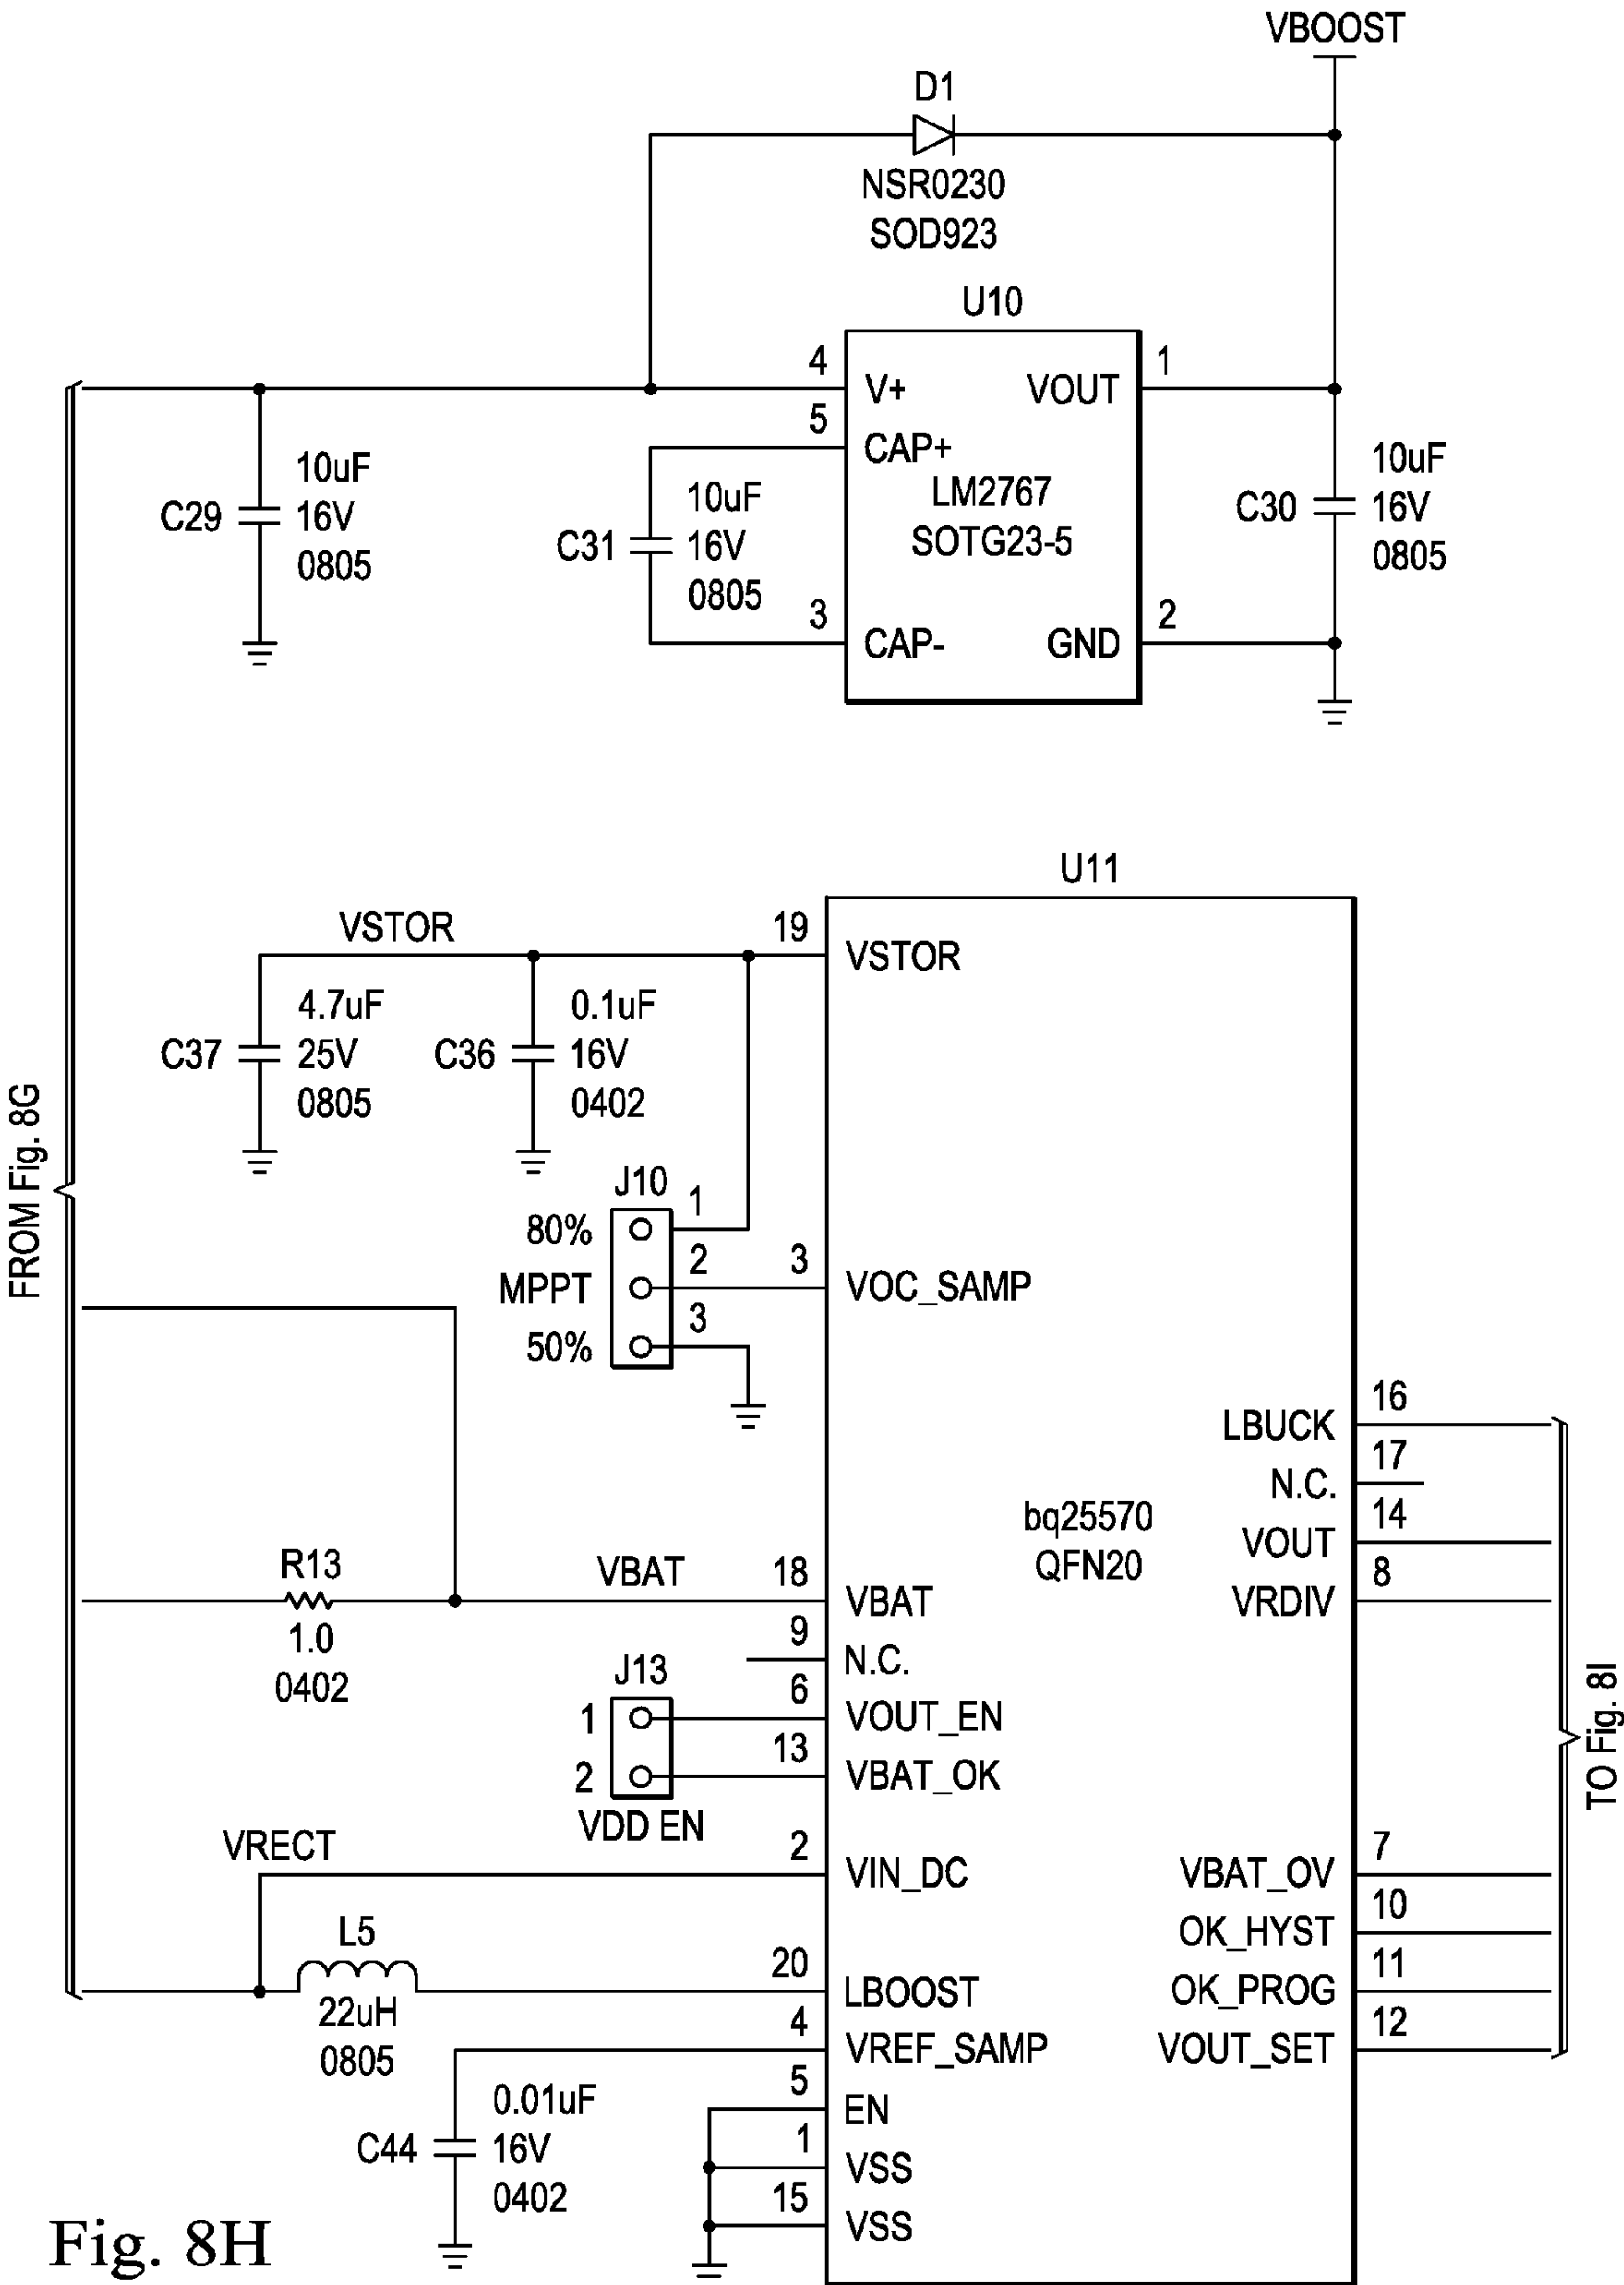 VBOOST
D1
NSR0230
SOD923
U10
4
V+
VOUT
1
5
CAP+
LM2767
SOTG23-5
3
CAP-
GND
2
C29
10uF
16V
0805
C31
10uF
16V
0805
C30
10uF
16V
0805
U11
VSTOR
19
VSTOR
C37
4.7uF
25V
0805
C36
0.1uF
16V
0402
FROM Fig. 8G
J10
80%
1
MPPT
2
3
VOC_SAMP
50%
3
LBUCK
16
N.C.
17
bq25570
QFN20
VOUT
14
VRDIV
8
R13
1.0
0402
VBAT
18
VBAT
9
N.C.
J13
1
6
VOUT_EN
2
13
VBAT_OK
VDD EN
TO Fig. 8I
VRECT
2
VIN_DC
VBAT_OV
7
OK_HYST
10
L5
22uH
0805
20
LBOOST
OK_PROG
11
4
VREF_SAMP
VOUT_SET
12
C44
0.01uF
16V
0402
5
EN
1
VSS
15
VSS
Fig. 8H